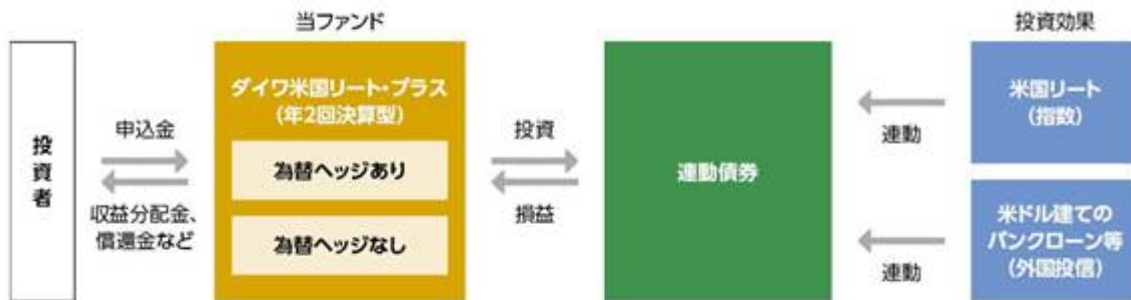 当ファンド
投資効果
投資者
申込金
収益分配金、
償還金など
ダイワ米国リート・プラス
(年2回決算型)
為替ヘッジあり
為替ヘッジなし
投資
損益
連動債券
連動
連動
米国リート
(指数)
米ドル建ての
バンクローン等
(外国投信)